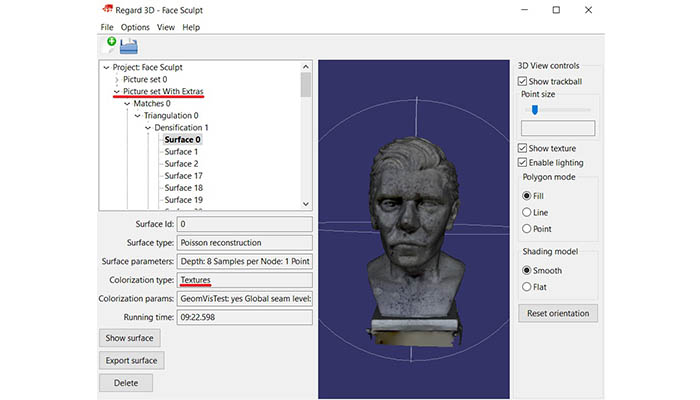 Regard 3D - Face Sculpt
File Options View Help
Project: Face Sculpt
Picture set 0
Picture set With Extras
Matches 0
Triangulation 0
Densification 1
Surface 0
Surface 1
Surface 2
Surface 17
Surface 18
Surface 19
Surface Id: 0
Surface type: Poisson reconstruction
Surface parameters: Depth: 8 Samples per Node: 1 Point
Colorization type: Textures
Colorization params: GeomVisTest: yes Global seam level:
Running time: 09:22.598
Show surface
Export surface
Delete
3D View controls
Show trackball
Point size
Show texture
Enable lighting
Polygon mode
Fill
Line
Point
Shading model
Smooth
Flat
Reset orientation